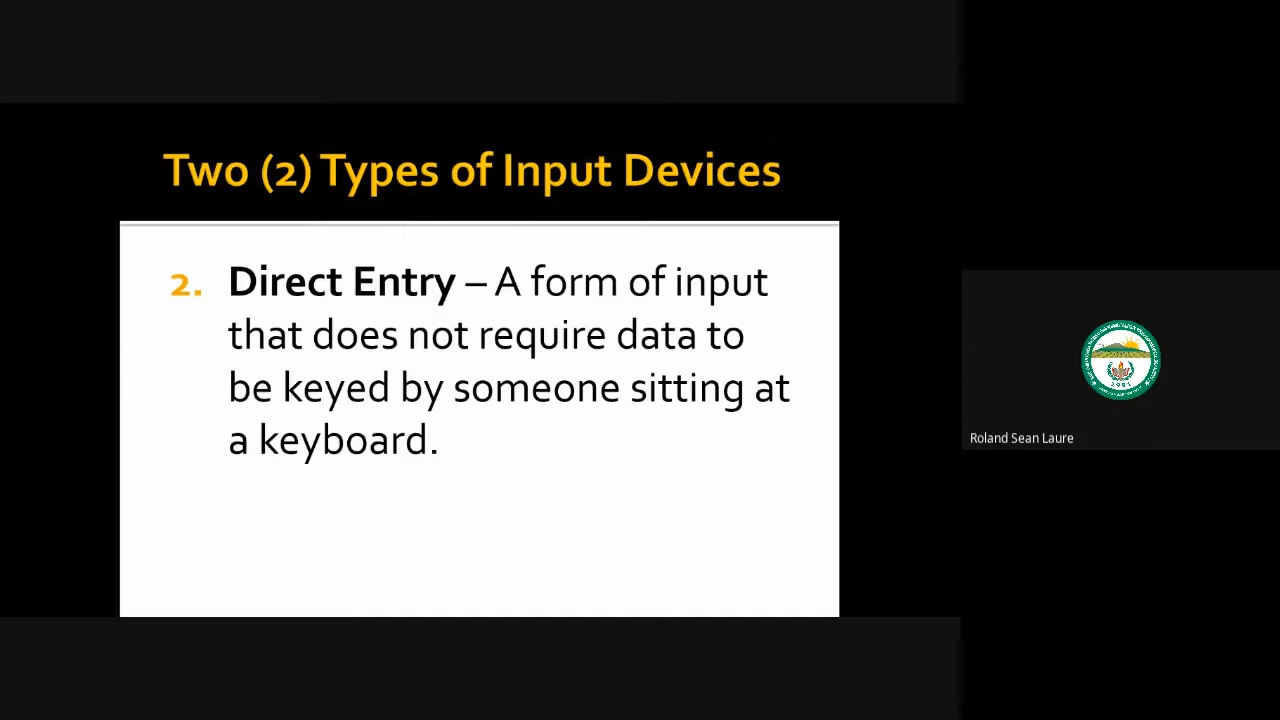 Two (2) Types of Input Devices
2. Direct Entry – A form of input
that does not require data to
be keyed by someone sitting at
a keyboard.
Roland Sean Laure
2001